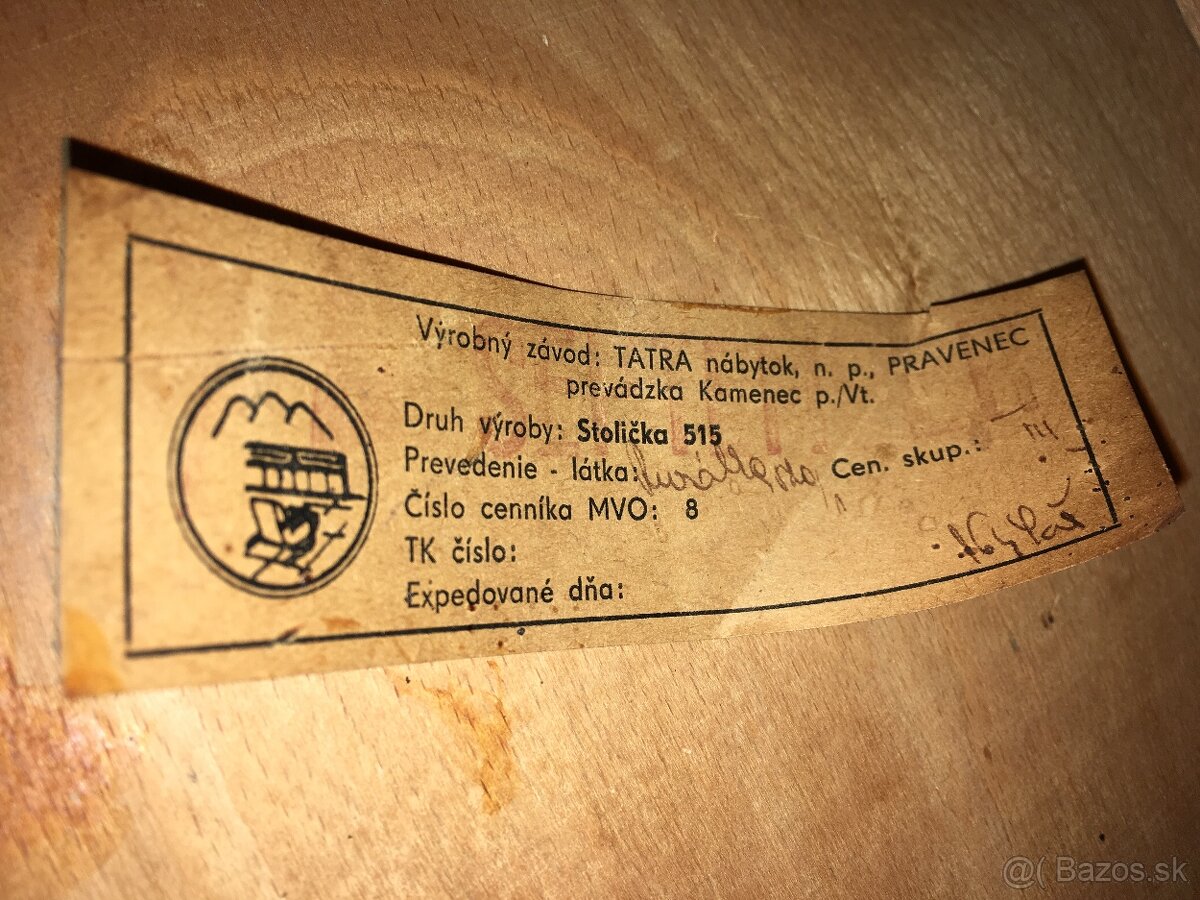 Výrobný závod: TATRA nábytok, n. p., PRAVENEC
prevádzka Kamenec p./Vt.
Druh výroby: Stolička 515
Prevedenie - látka: Cen. skup.: III
Číslo cenníka MVO: 8
TK číslo:
Expedované dňa:
@( Bazos.sk